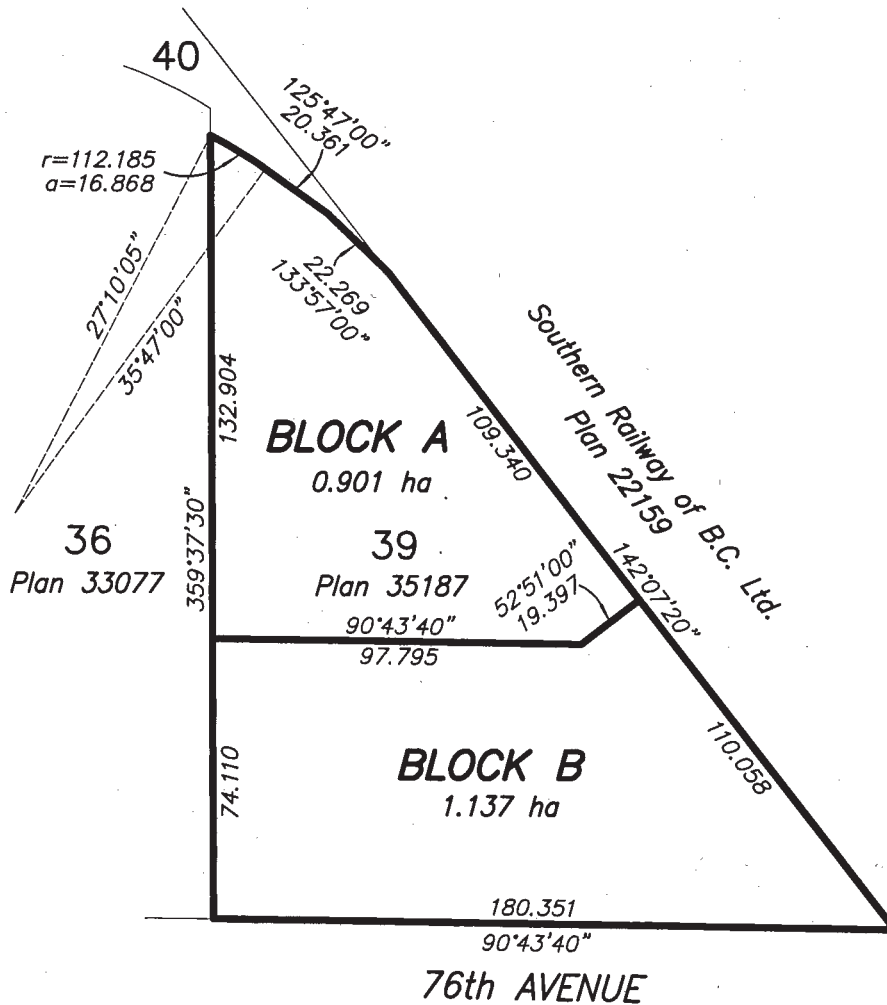 40
125°47'00"
20.361
r=112.185
a=16.868
27°10'05"
35°47'00"
22.269
133°57'00"
132.904
359°37'30"
109.340
Southern Railway of B.C. Ltd.
Plan 22159
142°07'20"
BLOCK A
0.901 ha
36
Plan 33077
39
Plan 35187
52°51'00"
19.397
90°43'40"
97.795
74.110
BLOCK B
1.137 ha
110.058
180.351
90°43'40"
76th AVENUE